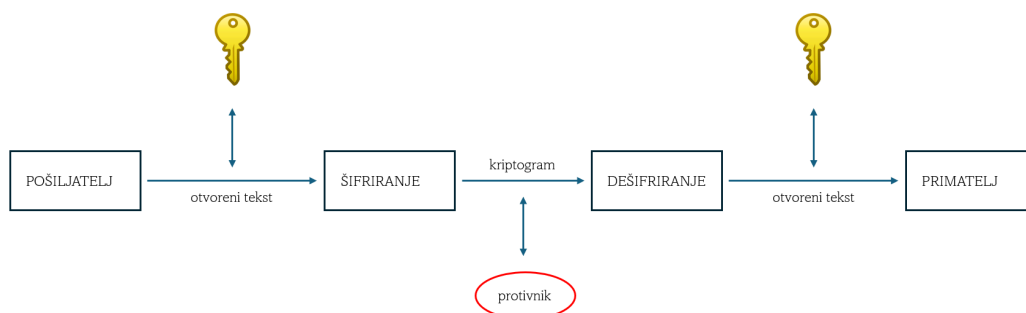 POŠILJATELJ
otvoreni tekst
ŠIFRIRANJE
kriptogram
protivnik
DEŠIFRIRANJE
otvoreni tekst
PRIMATELJ